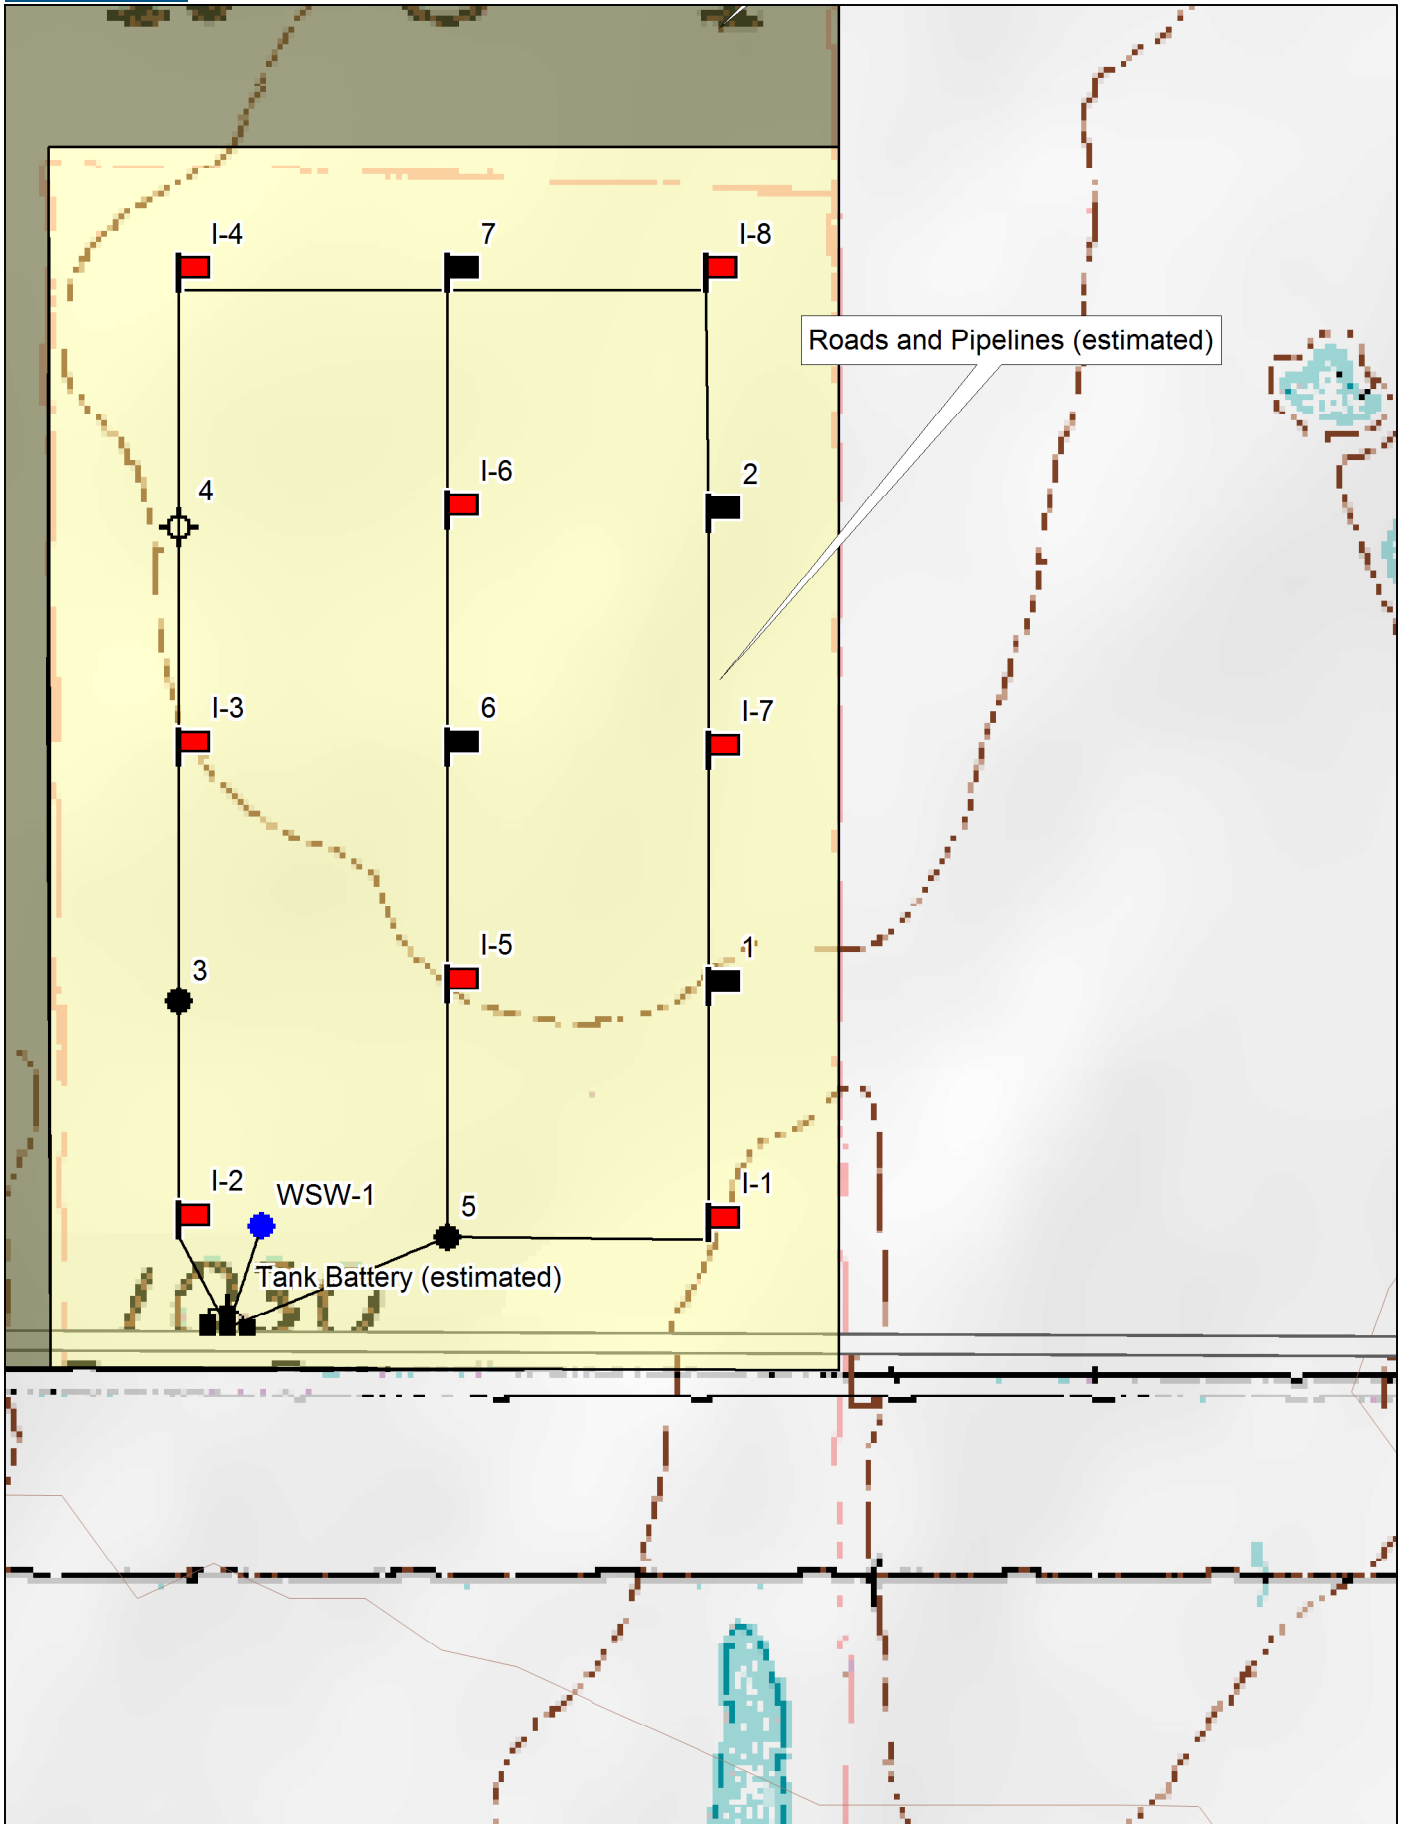 I-4
7
I-8
Roads and Pipelines (estimated)
I-6
2
4
I-3
6
I-7
I-5
1
3
I-2
WSW-1
5
I-1
Tank Battery (estimated)